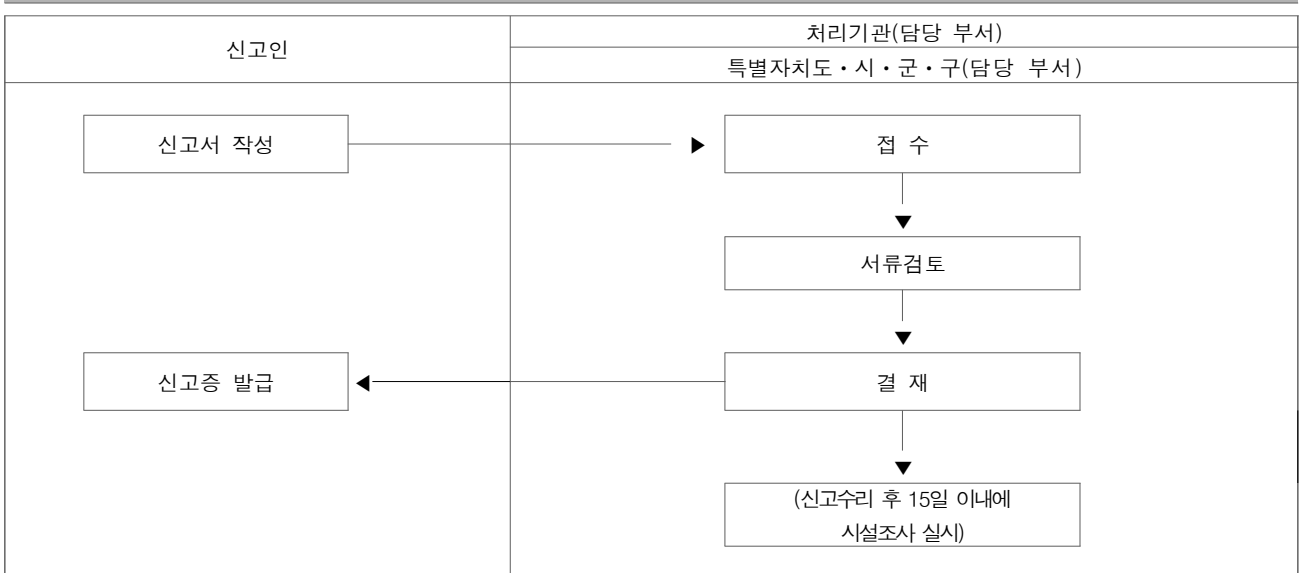 신고인
처리기관(담당 부서)
특별자치도・시・군・구(담당 부서)
신고서 작성
접 수
서류검토
신고증 발급
결 재
(신고수리 후 15일 이내에
시설조사 실시)